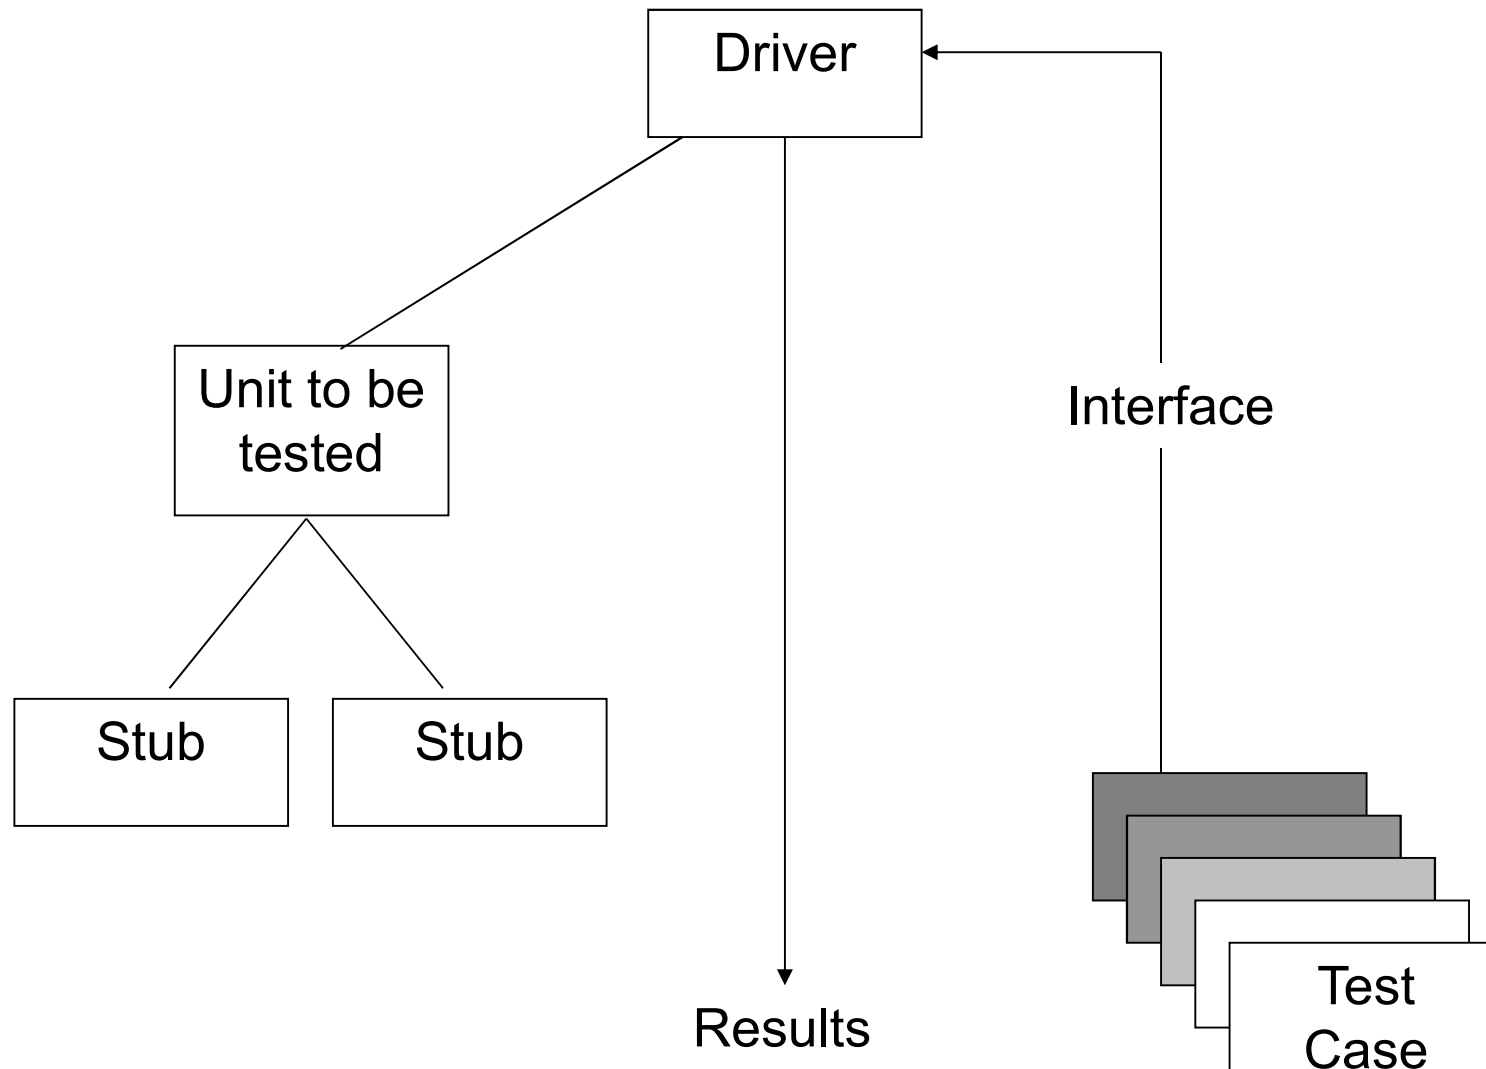 Driver
Unit to be
tested
Interface
Stub
Stub
Test
Case
Results